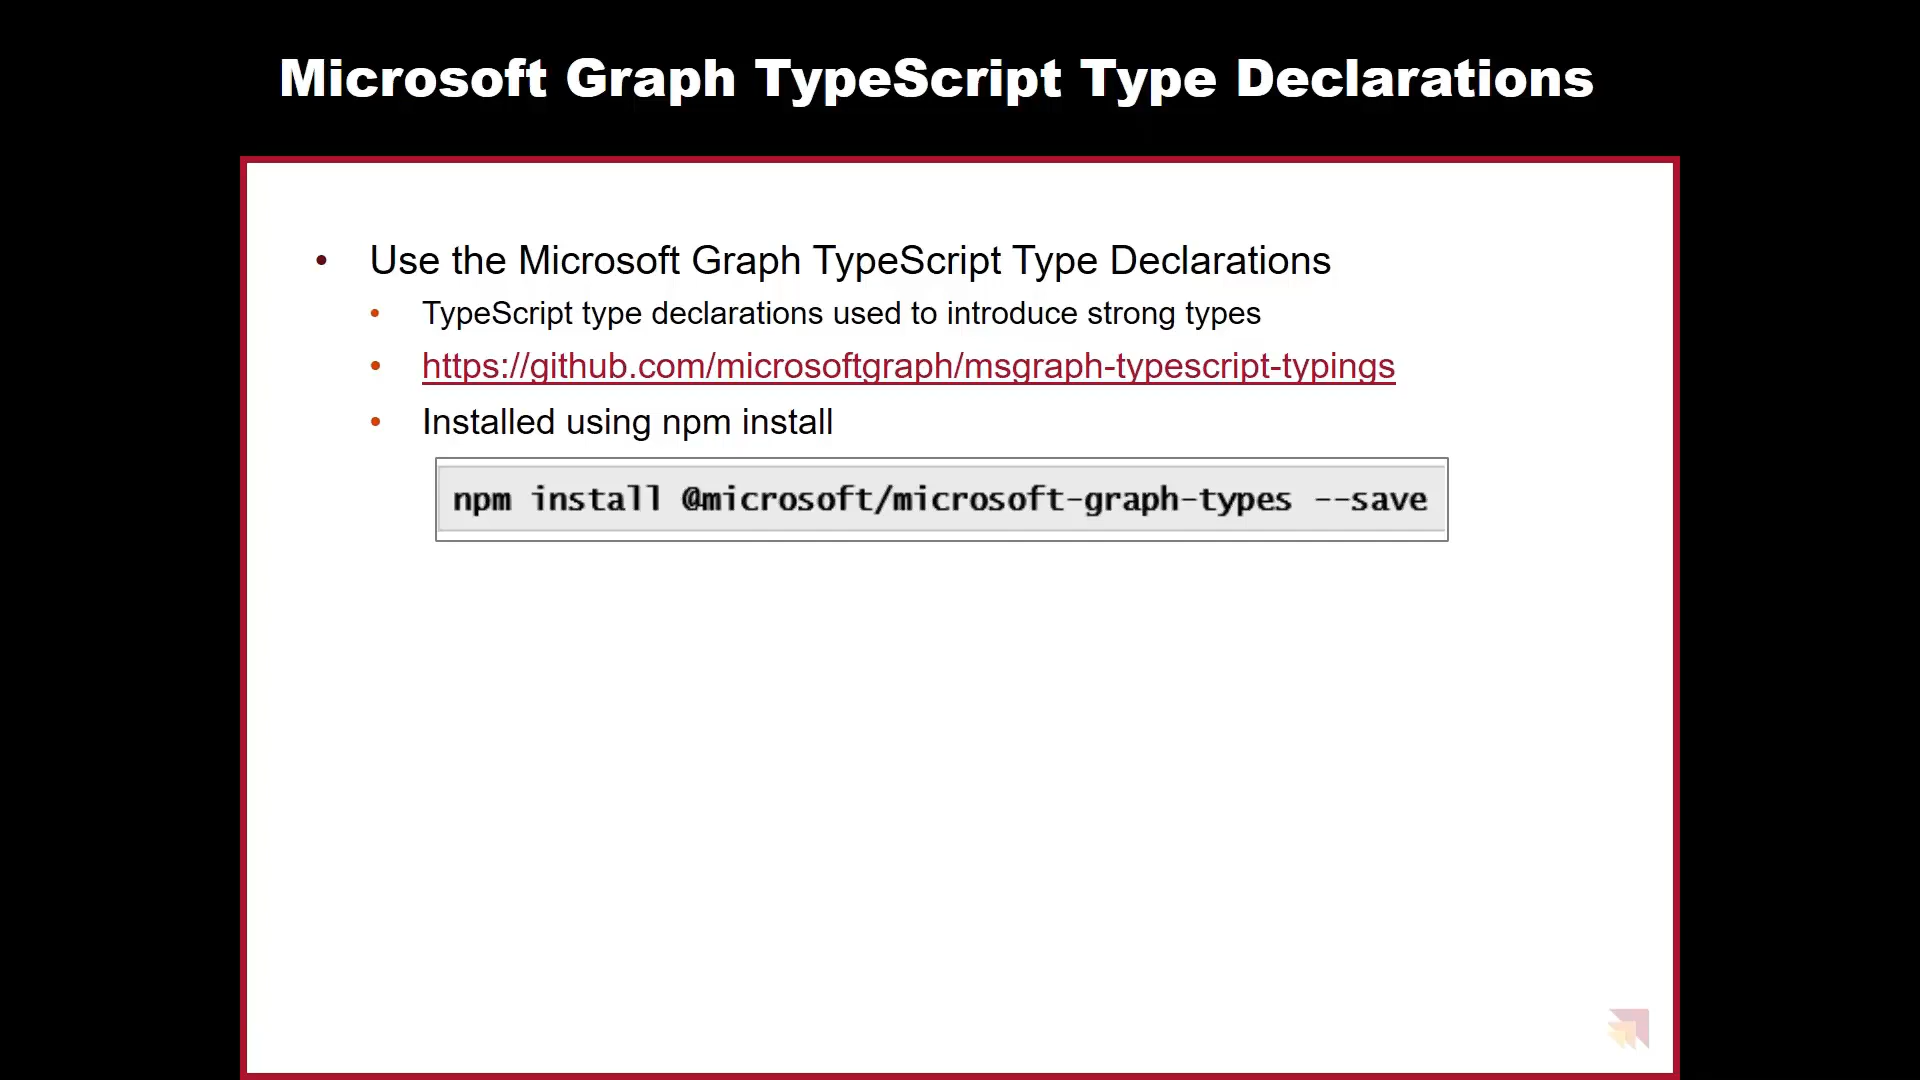 Microsoft Graph TypeScript Type Declarations
• Use the Microsoft Graph TypeScript Type Declarations
• TypeScript type declarations used to introduce strong types
• https://github.com/microsoftgraph/msgraph-typescript-typings
• Installed using npm install
npm install @microsoft/microsoft-graph-types --save